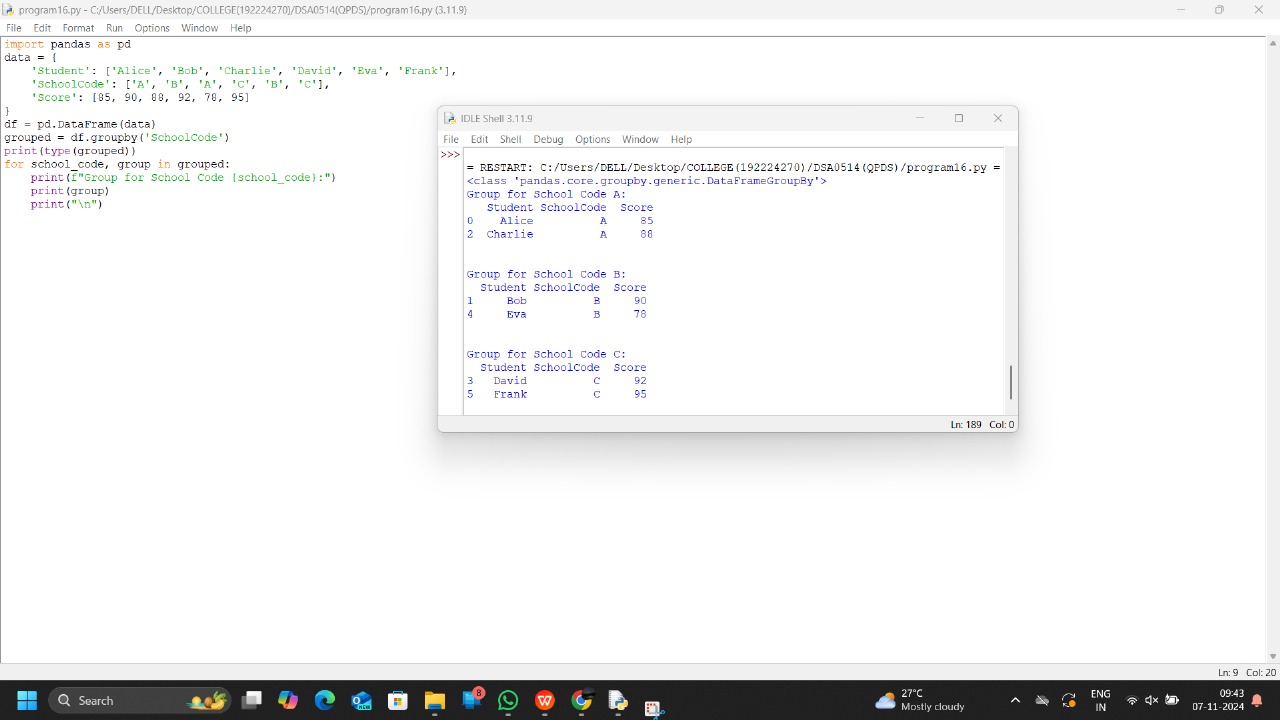 program16.py - C:/Users/DELL/Desktop/COLLEGE(192224270)/DSA0514(QPDS)/program16.py (3.11.9)
File Edit Format Run Options Window Help
import pandas as pd
data = {
    'Student': ['Alice', 'Bob', 'Charlie', 'David', 'Eva', 'Frank'],
    'SchoolCode': ['A', 'B', 'A', 'C', 'B', 'C'],
    'Score': [85, 90, 88, 92, 78, 95]
}
df = pd.DataFrame(data)
grouped = df.groupby('SchoolCode')
print(type(grouped))
for school_code, group in grouped:
    print(f"Group for School Code {school_code}:")
    print(group)
    print("\n")
IDLE Shell 3.11.9
File Edit Shell Debug Options Window Help
>>>
= RESTART: C:/Users/DELL/Desktop/COLLEGE(192224270)/DSA0514(QPDS)/program16.py =
<class 'pandas.core.groupby.generic.DataFrameGroupBy'>
Group for School Code A:
   Student SchoolCode  Score
0    Alice          A     85
2  Charlie          A     88
Group for School Code B:
  Student SchoolCode  Score
1     Bob          B     90
4     Eva          B     78
Group for School Code C:
  Student SchoolCode  Score
3   David          C     92
5   Frank          C     95
Ln: 189 Col: 0
Ln: 9 Col: 20
Search
8
27°C
Mostly cloudy
ENG
IN
09:43
07-11-2024